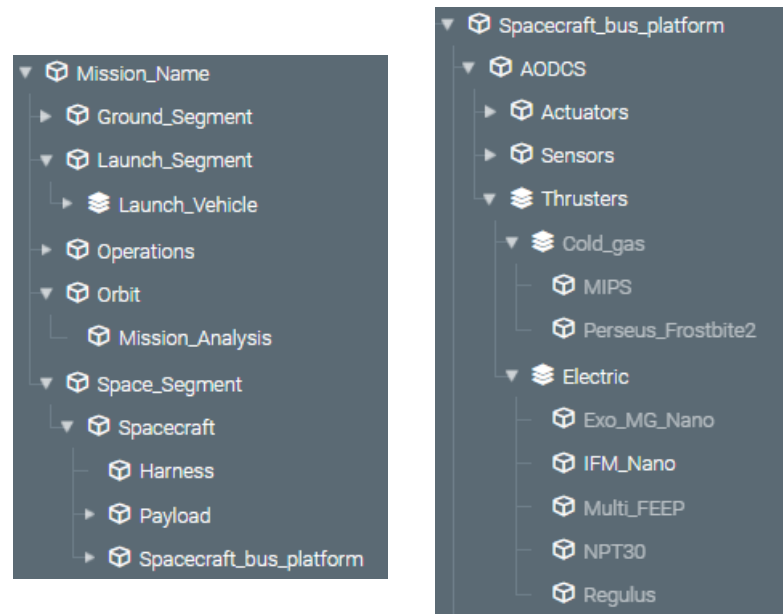 Mission_Name
Ground_Segment
Launch_Segment
Launch_Vehicle
Operations
Orbit
Mission_Analysis
Space_Segment
Spacecraft
Harness
Payload
Spacecraft_bus_platform
Spacecraft_bus_platform
AODCS
Actuators
Sensors
Thrusters
Cold_gas
MIPS
Perseus_Frostbite2
Electric
Exo_MG_Nano
IFM_Nano
Multi_FEEP
NPT30
Regulus